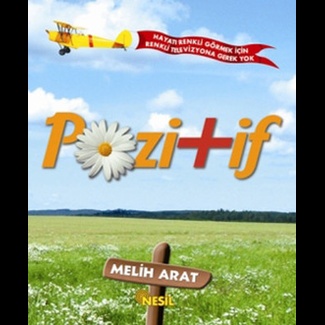 HAYATI RENKLİ GÖRMEK İÇİN
RENKLİ TELEVİZYONA GEREK YOK
Pozi+if
MELİH ARAT
NESİL